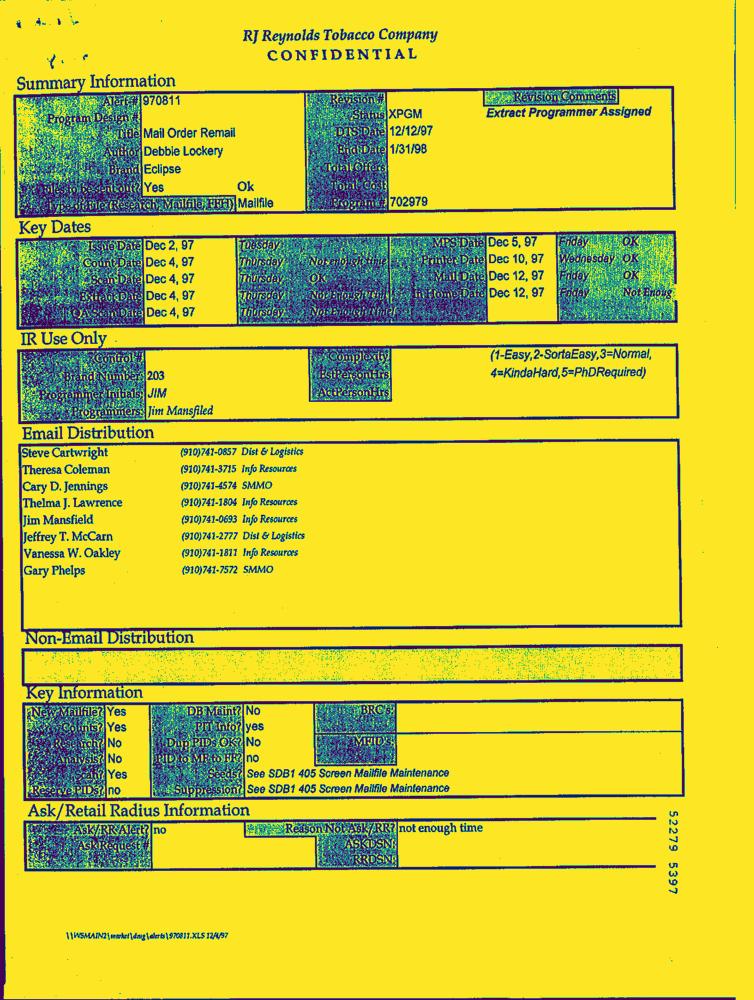 RJ Reynolds Tobacco Company
CONFIDENTIAL
Summary Information
Alert # 970811 Revision # Revision Comments
Program Design # Status XPGM Extract Programmer Assigned
Title Mail Order Remail DTS Date 12/12/97
Author Debbie Lockery End Date 1/31/98
Brand Eclipse Total Offers
Yes Ok Total Cost
Type of file (Research, Mailfile, FRF) Mailfile Program # 702979
Key Dates
Issue Date Dec 2, 97 Tuesday MPS Date Dec 5, 97 Friday OK
Count Date Dec 4, 97 Thursday Not enough time Printer Date Dec 10, 97 Wednesday OK
Scan Date Dec 4, 97 Thursday OK Mail Date Dec 12, 97 Friday OK
Extract Date Dec 4, 97 Thursday Not Enough Time In Home Date Dec 12, 97 Friday Not Enoug
QA Scan Date Dec 4, 97 Thursday Not Enough Time
IR Use Only
Control # Complexity (1-Easy,2-SortaEasy,3=Normal,
Brand Number 203 EstPersonHrs 4=KindaHard,5=PhDRequired)
Programmer Initials JIM ActPersonHrs
Programmers Jim Mansfiled
Email Distribution
Steve Cartwright (910)741-0857 Dist & Logistics
Theresa Coleman (910)741-3715 Info Resources
Cary D. Jennings (910)741-4574 SMMO
Thelma J. Lawrence (910)741-1804 Info Resources
Jim Mansfield (910)741-0693 Info Resources
Jeffrey T. McCarn (910)741-2777 Dist & Logistics
Vanessa W. Oakley (910)741-1811 Info Resources
Gary Phelps (910)741-7572 SMMO
Non-Email Distribution
Key Information
New Mailfile? Yes DB Maint? No BRC's
Counts? Yes PIT Info? yes
Research? No Dup PIDs OK? No MFID's
Analysis? No PID to MF to FF? no
Scan? Yes Seeds? See SDB1 405 Screen Mailfile Maintenance
Reserve PIDs? no Suppression? See SDB1 405 Screen Mailfile Maintenance
Ask/Retail Radius Information
Ask/RR Alert? no Reason Not Ask/RR? not enough time
Ask Request # ASKDSN
RRDSN
52279 5397
\\WSMAIN2\market\dmg\alerts\970811.XLS 12/4/97